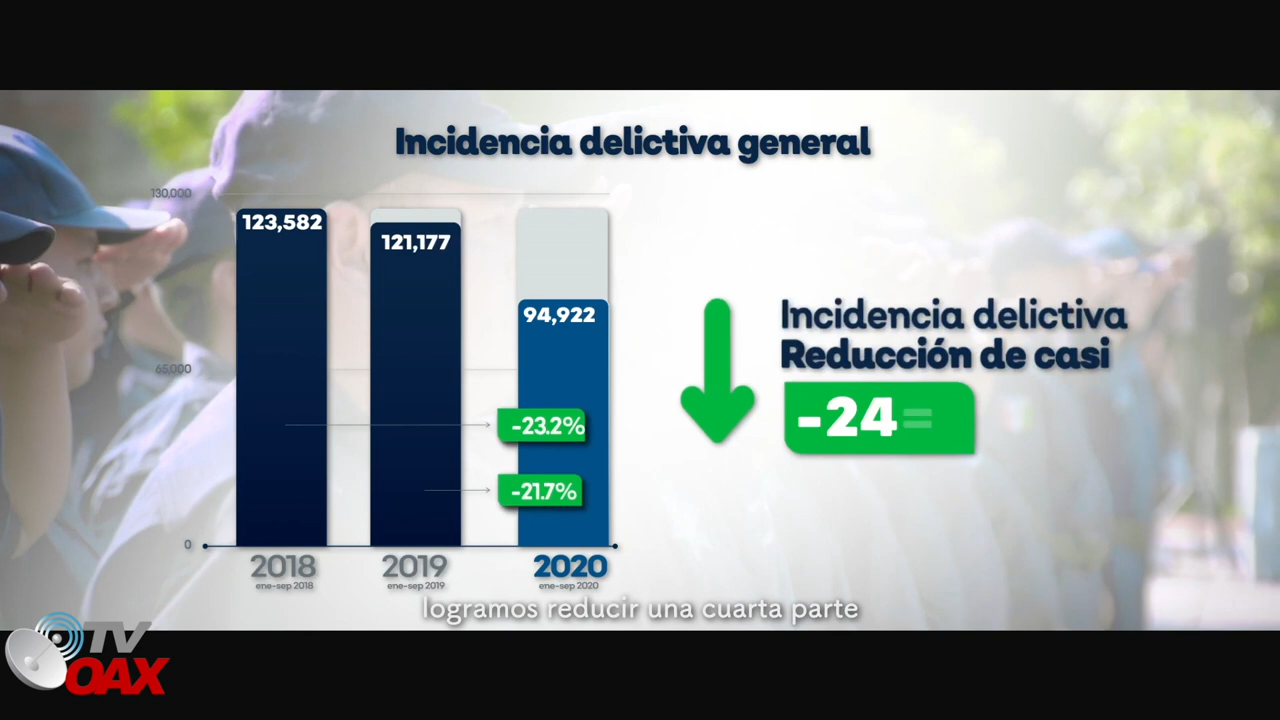 Incidencia delictiva general
130,000
65,000
0
123,582
121,177
94,922
-23.2%
-21.7%
2018
ene-sep 2018
2019
ene-sep 2019
2020
ene-sep 2020
Incidencia delictiva
Reducción de casi
-24
logramos reducir una cuarta parte
TV
OAX